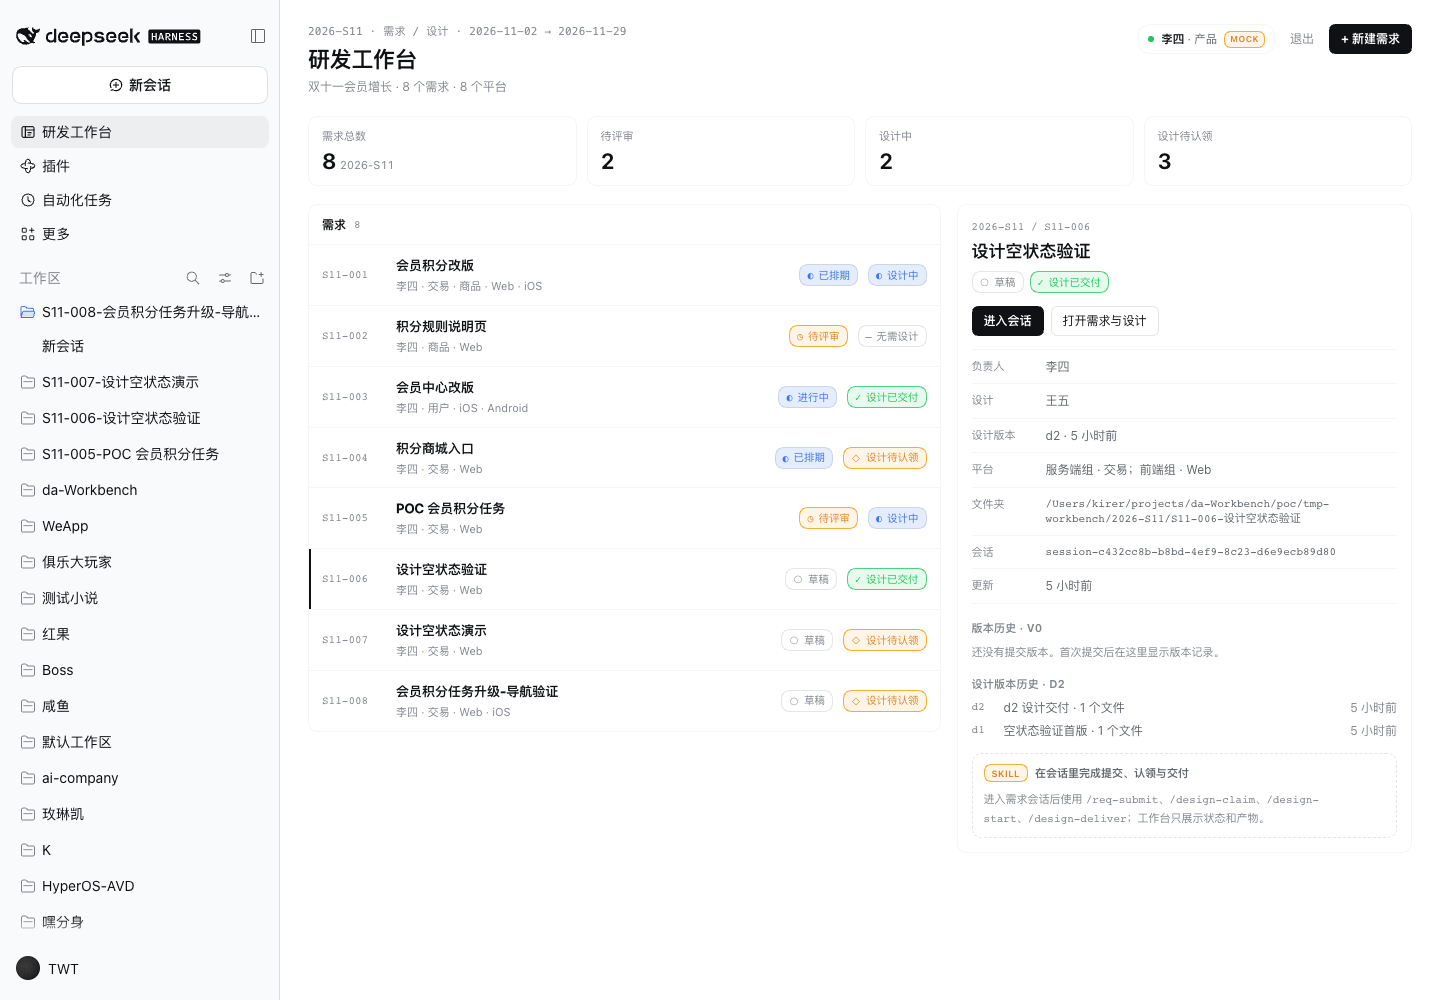 deepseek HARNESS
新会话
研发工作台
插件
自动化任务
更多
工作区
S11-008-会员积分任务升级-导航...
新会话
S11-007-设计空状态演示
S11-006-设计空状态验证
S11-005-POC 会员积分任务
da-Workbench
WeApp
俱乐大玩家
测试小说
红果
Boss
咸鱼
默认工作区
ai-company
玫琳凯
K
HyperOS-AVD
嘿分身
TWT
2026-S11 · 需求 / 设计 · 2026-11-02 → 2026-11-29
研发工作台
双十一会员增长 · 8 个需求 · 8 个平台
李四 · 产品 MOCK
退出
+ 新建需求
需求总数
8 2026-S11
待评审
2
设计中
2
设计待认领
3
需求 8
S11-001 会员积分改版 已排期 设计中
李四 · 交易 · 商品 · Web · iOS
S11-002 积分规则说明页 待评审 — 无需设计
李四 · 商品 · Web
S11-003 会员中心改版 进行中 ✓ 设计已交付
李四 · 用户 · iOS · Android
S11-004 积分商城入口 已排期 ◇ 设计待认领
李四 · 交易 · Web
S11-005 POC 会员积分任务 待评审 设计中
李四 · 交易 · Web
S11-006 设计空状态验证 草稿 ✓ 设计已交付
李四 · 交易 · Web
S11-007 设计空状态演示 草稿 ◇ 设计待认领
李四 · 交易 · Web
S11-008 会员积分任务升级-导航验证 草稿 ◇ 设计待认领
李四 · 交易 · Web · iOS
2026-S11 / S11-006
设计空状态验证
草稿 ✓ 设计已交付
进入会话 打开需求与设计
负责人 李四
设计 王五
设计版本 d2 · 5 小时前
平台 服务端组 · 交易；前端组 · Web
文件夹 /Users/kirer/projects/da-Workbench/poc/tmp-
workbench/2026-S11/S11-006-设计空状态验证
会话 session-c432cc8b-b8bd-4ef9-8c23-d6e9ecb89d80
更新 5 小时前
版本历史 · V0
还没有提交版本。首次提交后在这里显示版本记录。
设计版本历史 · D2
d2 d2 设计交付 · 1 个文件 5 小时前
d1 空状态验证首版 · 1 个文件 5 小时前
SKILL 在会话里完成提交、认领与交付
进入需求会话后使用 /req-submit、/design-claim、/design-
start、/design-deliver；工作台只展示状态和产物。